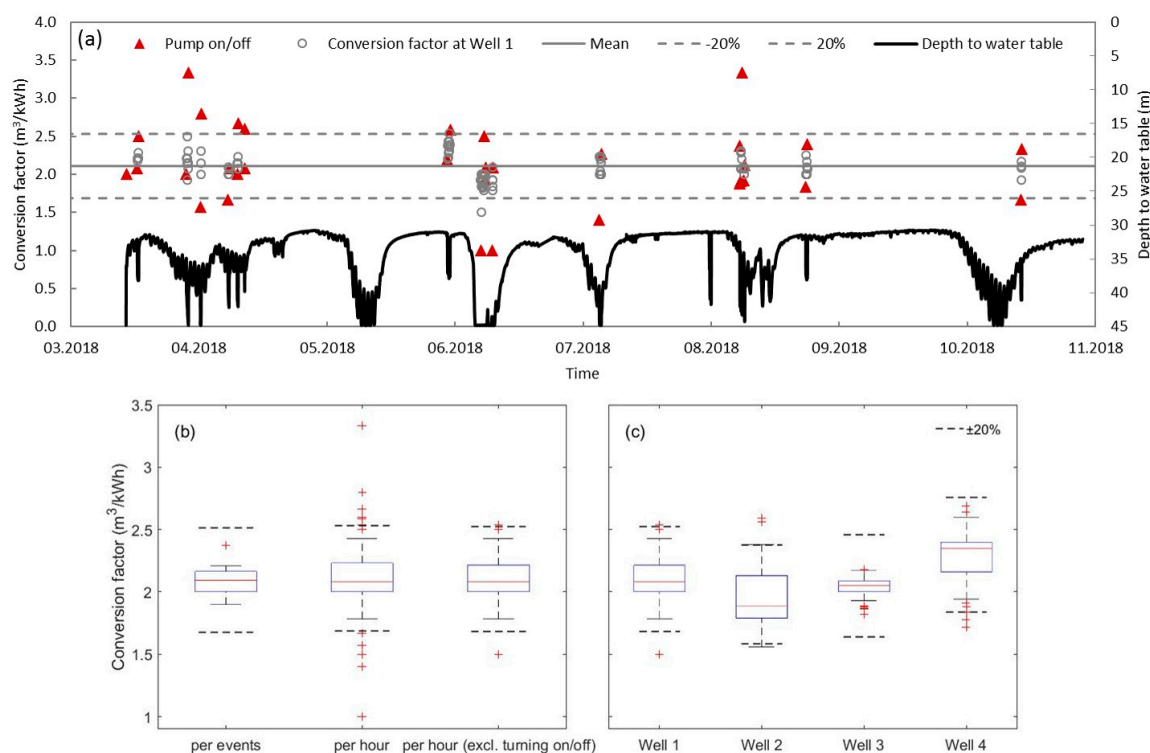 (a) Pump on/off Conversion factor at Well 1 Mean -20% 20% Depth to water table
Conversion factor (m³/kWh)
4.0
3.5
3.0
2.5
2.0
1.5
1.0
0.5
0.0
0
5
10
15
20
25
30
35
40
45
Depth to water table (m)
03.2018 04.2018 05.2018 06.2018 07.2018 08.2018 09.2018 10.2018 11.2018
Time
Conversion factor (m³/kWh)
3.5
3
2.5
2
1.5
1
(b)
per events per hour per hour (excl. turning on/off)
(c)
±20%
Well 1 Well 2 Well 3 Well 4